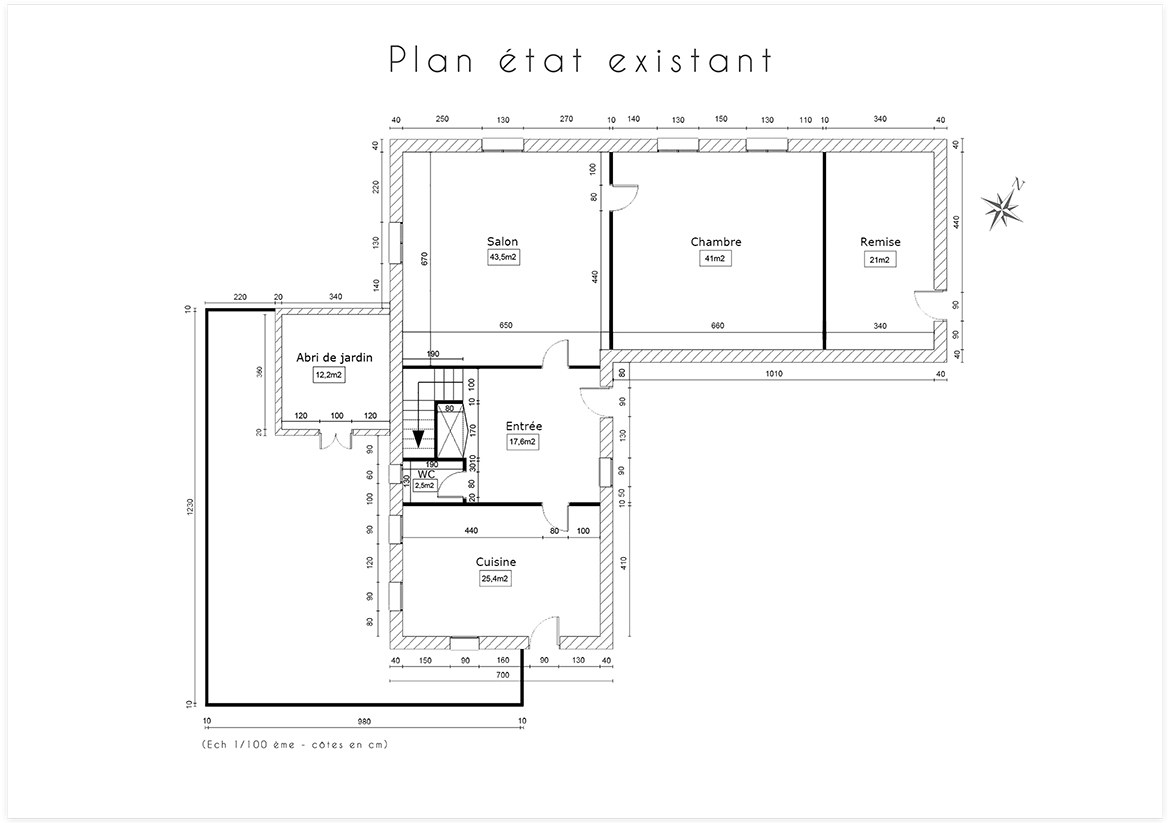 Plan état existant
40 250 130 270 10 140 130 150 130 110 10 340 40
40
220
130
140
100
80
440
670
Salon
43,5m2
Chambre
41m2
Remise
21m2
N
40
440
90
90
40
650 660 340
1010 40
220 20 340
10
1230
10
360
20
Abri de jardin
12,2m2
120 100 120
190
100
10
80
170
10
30
80
20
Entrée
17,6m2
190
WC
130
2,5m2
80
90
130
90
50
10
410
90
60
100
90
120
90
80
440 80 100
Cuisine
25,4m2
40 150 90 160 90 130 40
700
10 980 10
(Ech 1/100 ème - côtes en cm)